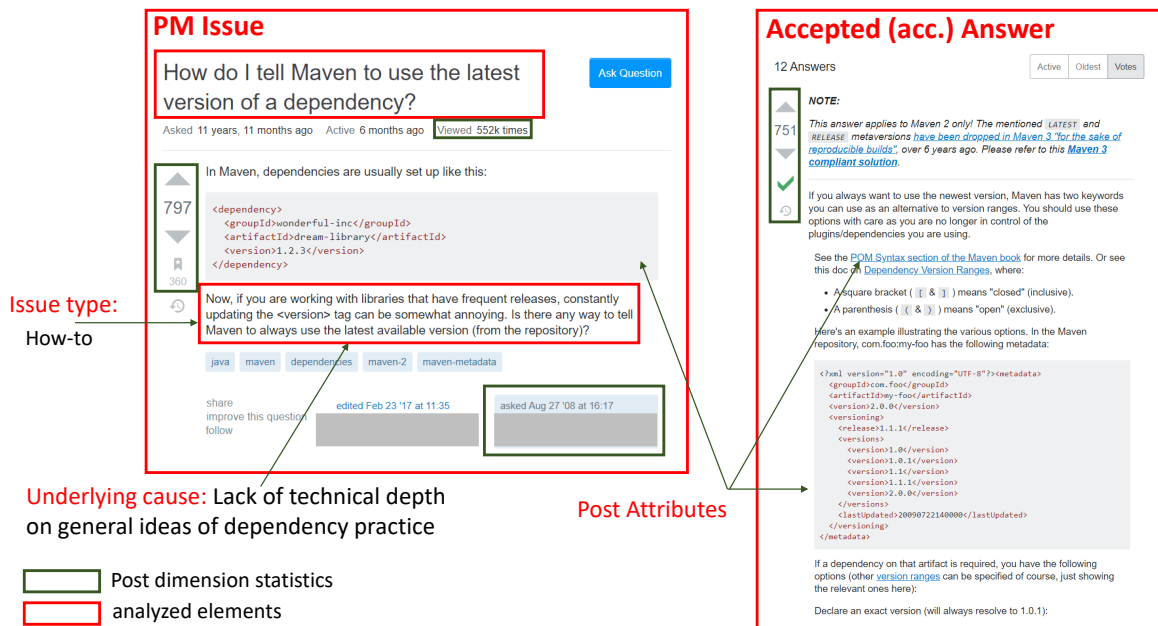 PM Issue
How do I tell Maven to use the latest
version of a dependency?
Ask Question
Asked 11 years, 11 months ago Active 6 months ago Viewed 552k times
In Maven, dependencies are usually set up like this:
797
<dependency>
<groupId>wonderful-inc</groupId>
<artifactId>dream-library</artifactId>
<version>1.2.3</version>
</dependency>
360
Issue type:
How-to
Now, if you are working with libraries that have frequent releases, constantly
updating the <version> tag can be somewhat annoying. Is there any way to tell
Maven to always use the latest available version (from the repository)?
java maven dependencies maven-2 maven-metadata
share
improve this question
follow
edited Feb 23 '17 at 11:35
asked Aug 27 '08 at 16:17
Underlying cause: Lack of technical depth
on general ideas of dependency practice
Post Attributes
Post dimension statistics
analyzed elements
Accepted (acc.) Answer
12 Answers
Active Oldest Votes
751
NOTE:
This answer applies to Maven 2 only! The mentioned LATEST and
RELEASE metaversions have been dropped in Maven 3 "for the sake of
reproducible builds", over 6 years ago. Please refer to this Maven 3
compliant solution.
If you always want to use the newest version, Maven has two keywords
you can use as an alternative to version ranges. You should use these
options with care as you are no longer in control of the
plugins/dependencies you are using.
See the POM Syntax section of the Maven book for more details. Or see
this doc on Dependency Version Ranges, where:
• A square bracket ( [ & ] ) means "closed" (inclusive).
• A parenthesis ( ( & ) ) means "open" (exclusive).
Here's an example illustrating the various options. In the Maven
repository, com.foo:my-foo has the following metadata:
<?xml version="1.0" encoding="UTF-8"?><metadata>
<groupId>com.foo</groupId>
<artifactId>my-foo</artifactId>
<version>2.0.0</version>
<versioning>
<release>1.1.1</release>
<versions>
<version>1.0</version>
<version>1.0.1</version>
<version>1.1</version>
<version>1.1.1</version>
<version>2.0.0</version>
</versions>
<lastUpdated>20090722140000</lastUpdated>
</versioning>
</metadata>
If a dependency on that artifact is required, you have the following
options (other version ranges can be specified of course, just showing
the relevant ones here):
Declare an exact version (will always resolve to 1.0.1):